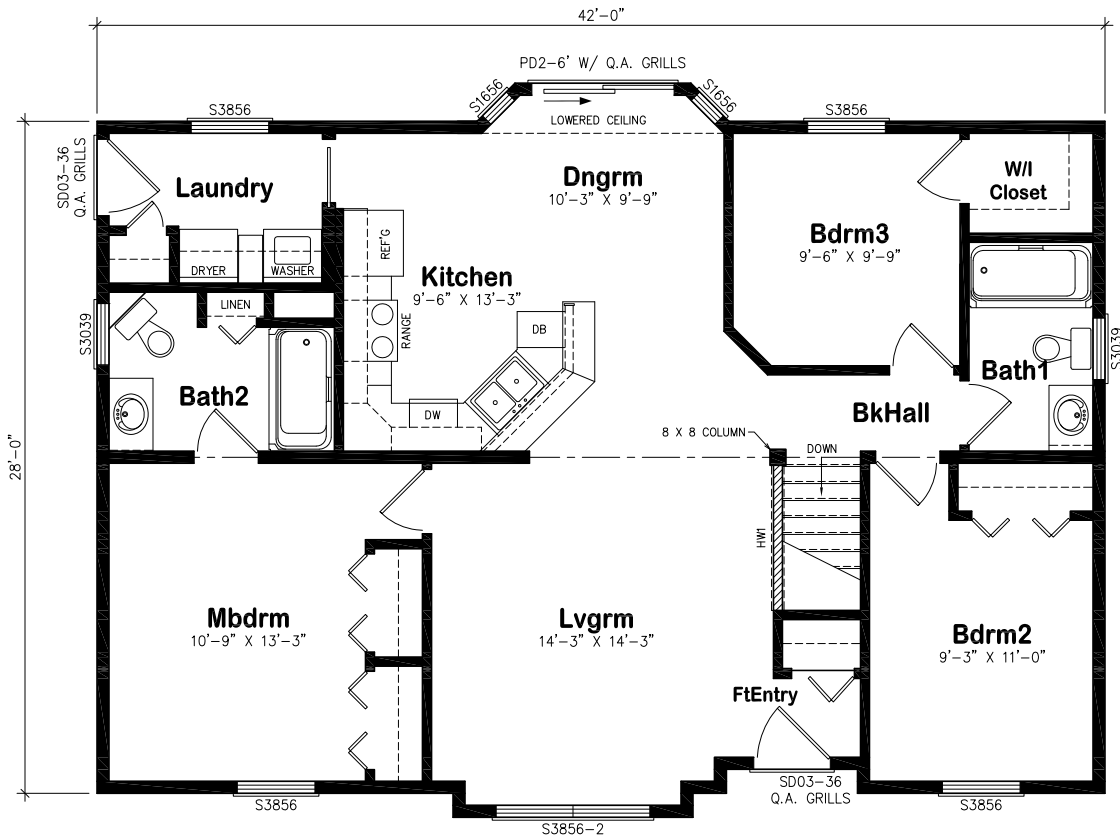 42'-0"
PD2-6' W/ Q.A. GRILLS
S1656
S1656
S3856
S3856
LOWERED CEILING
SD03-36
Q.A. GRILLS
Laundry
Dngrm
10'-3" X 9'-9"
W/I
Closet
Bdrm3
9'-6" X 9'-9"
REF'G
DRYER
WASHER
Kitchen
9'-6" X 13'-3"
LINEN
RANGE
DB
S3039
S3039
Bath2
Bath1
DW
BkHall
8 X 8 COLUMN
DOWN
28'-0"
HW1
Mbdrm
10'-9" X 13'-3"
Lvgrm
14'-3" X 14'-3"
Bdrm2
9'-3" X 11'-0"
FtEntry
SD03-36
Q.A. GRILLS
S3856
S3856-2
S3856